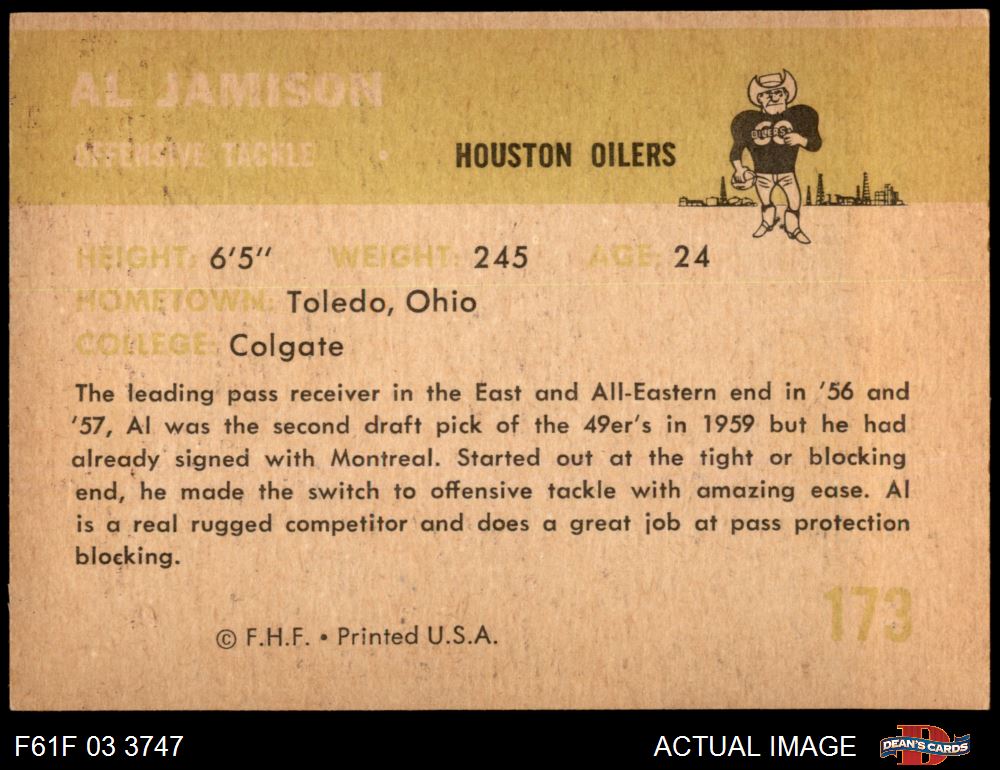 AL JAMISON
OFFENSIVE TACKLE • HOUSTON OILERS
OILERS
HEIGHT: 6'5" WEIGHT: 245 AGE: 24
HOMETOWN: Toledo, Ohio
COLLEGE: Colgate
The leading pass receiver in the East and All-Eastern end in '56 and
'57, Al was the second draft pick of the 49er's in 1959 but he had
already signed with Montreal. Started out at the tight or blocking
end, he made the switch to offensive tackle with amazing ease. Al
is a real rugged competitor and does a great job at pass protection
blocking.
173
© F.H.F. • Printed U.S.A.
F61F 03 3747
ACTUAL IMAGE
DEAN'S CARDS